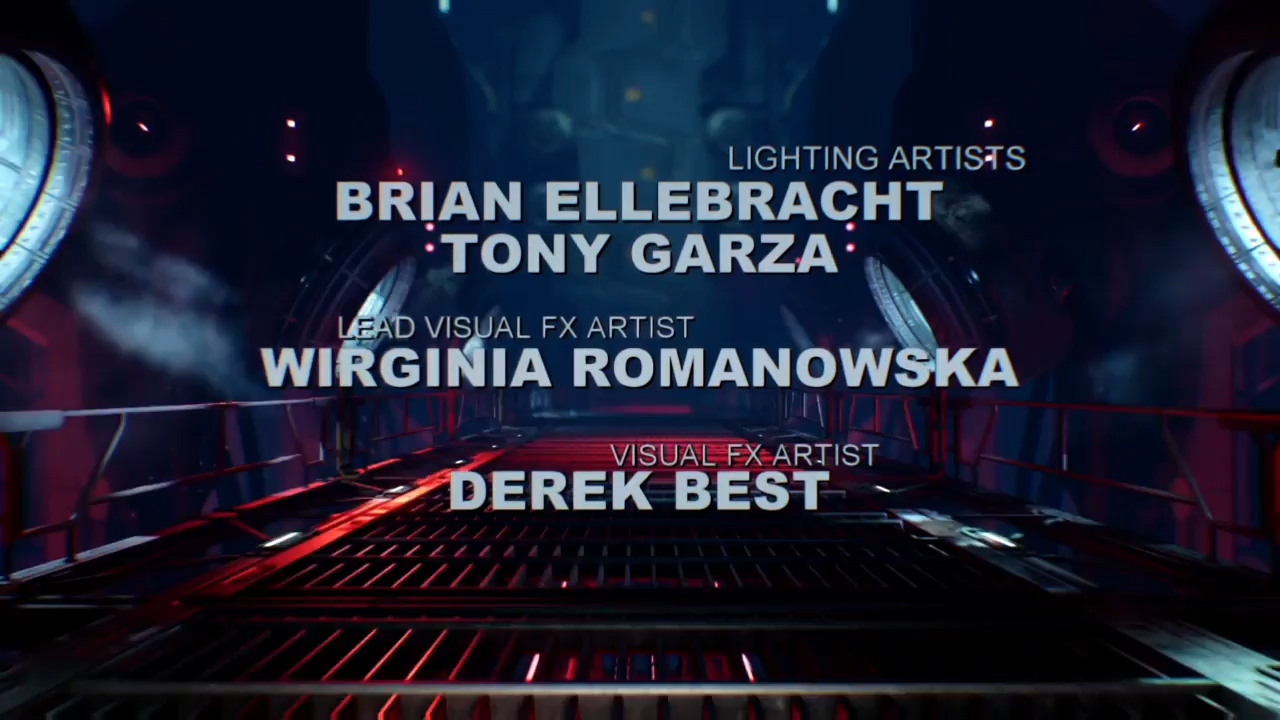 LIGHTING ARTISTS
BRIAN ELLEBRACHT
TONY GARZA
LEAD VISUAL FX ARTIST
WIRGINIA ROMANOWSKA
VISUAL FX ARTIST
DEREK BEST